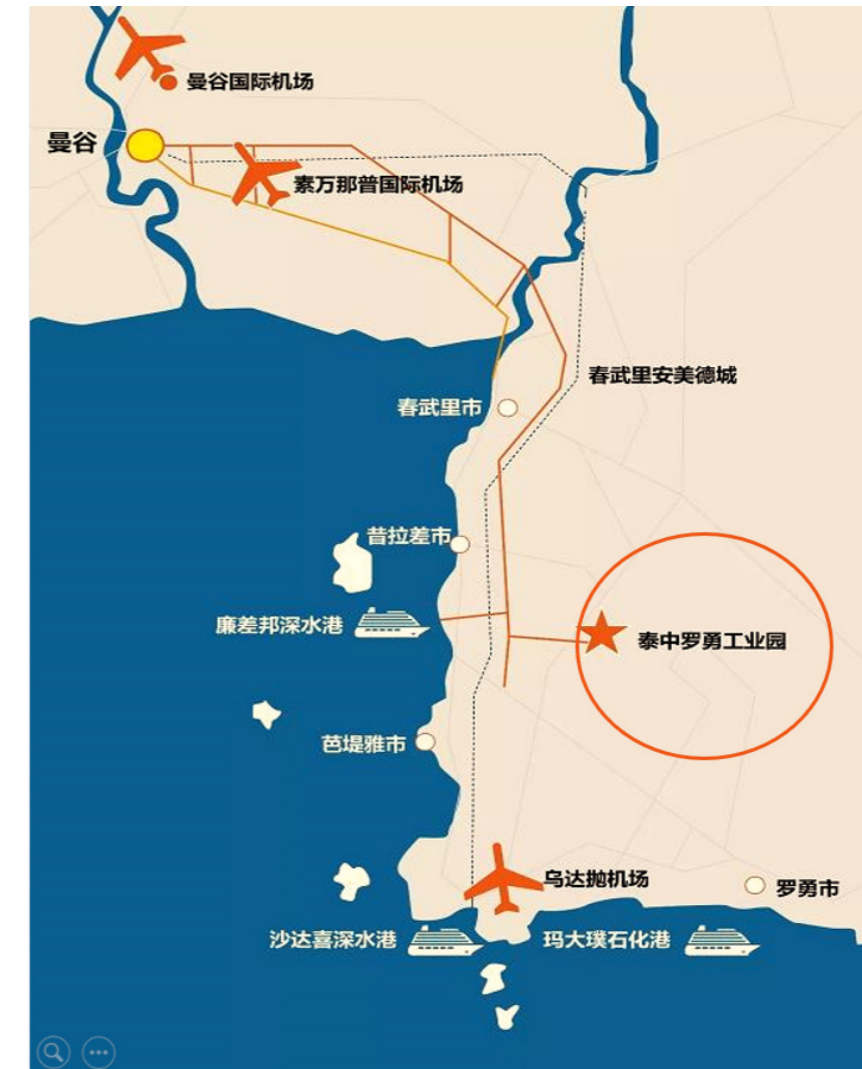 曼谷国际机场
曼谷
素万那普国际机场
春武里安美德城
春武里市
昔拉差市
廉差邦深水港
泰中罗勇工业园
芭堤雅市
乌达抛机场
罗勇市
沙达喜深水港
玛大璞石化港